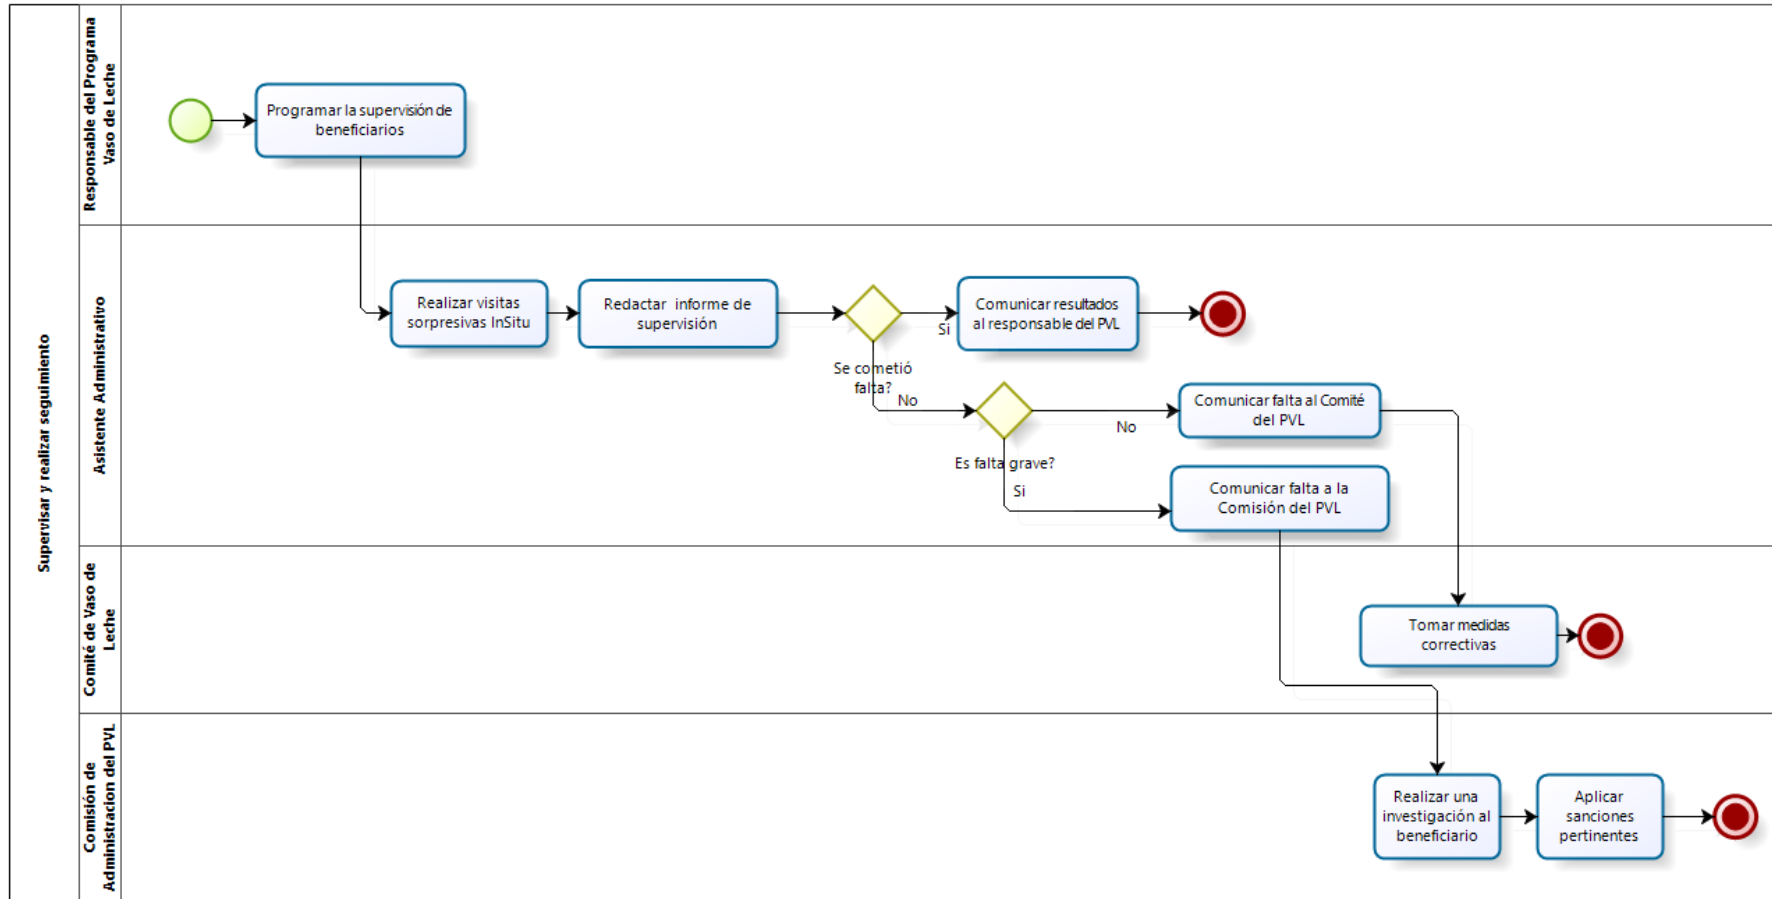 Supervisar y realizar seguimiento
Responsable del Programa
Vaso de Leche
Programar la supervisión de
beneficiarios
Asistente Administrativo
Realizar visitas
sorpresivas InSitu
Redactar informe de
supervisión
Se cometió
falta?
Si
No
Comunicar resultados
al responsable del PVL
Es falta grave?
No
Si
Comunicar falta al Comité
del PVL
Comunicar falta a la
Comisión del PVL
Comité de Vaso de
Leche
Tomar medidas
correctivas
Comisión de
Administracion del PVL
Realizar una
investigación al
beneficiario
Aplicar
sanciones
pertinentes